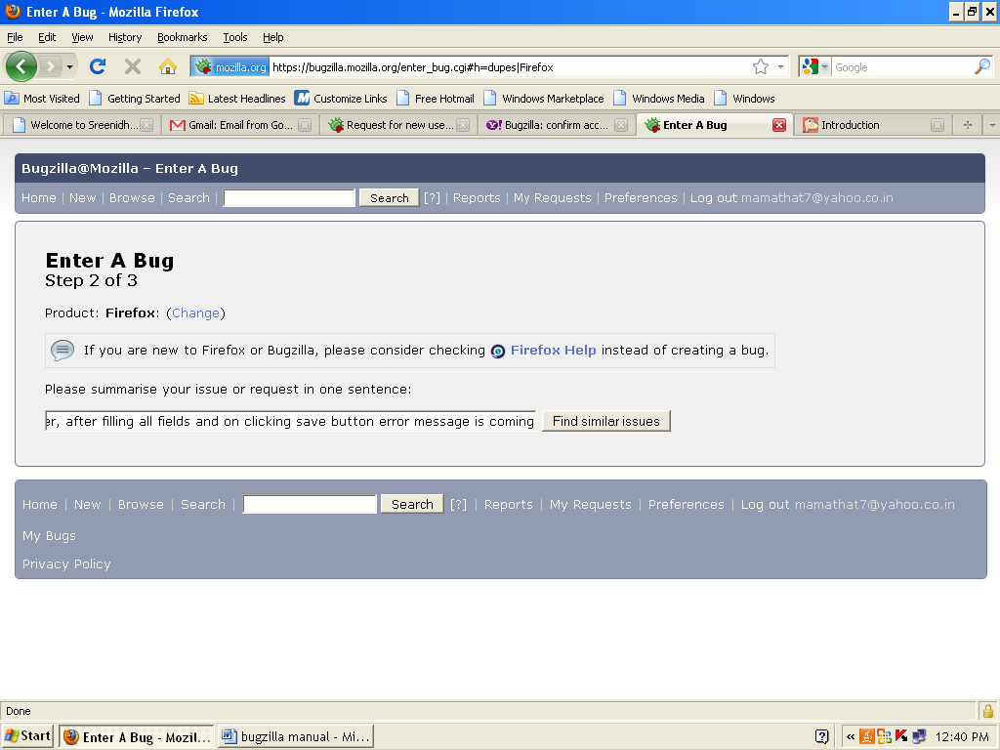 Enter A Bug - Mozilla Firefox
File Edit View History Bookmarks Tools Help
mozilla.org https://bugzilla.mozilla.org/enter_bug.cgi#h=dupes|Firefox Google
Most Visited Getting Started Latest Headlines Customize Links Free Hotmail Windows Marketplace Windows Media Windows
Welcome to Sreenidh... Gmail: Email from Go... Request for new use... Bugzilla: confirm acc... Enter A Bug Introduction
Bugzilla@Mozilla – Enter A Bug
Home | New | Browse | Search | Search [?] | Reports | My Requests | Preferences | Log out mamathat7@yahoo.co.in
Enter A Bug
Step 2 of 3
Product: Firefox: (Change)
If you are new to Firefox or Bugzilla, please consider checking Firefox Help instead of creating a bug.
Please summarise your issue or request in one sentence:
er, after filling all fields and on clicking save button error message is coming Find similar issues
Home | New | Browse | Search | Search [?] | Reports | My Requests | Preferences | Log out mamathat7@yahoo.co.in
My Bugs
Privacy Policy
Done
Start Enter A Bug - Mozil... bugzilla manual - Mi... « 12:40 PM